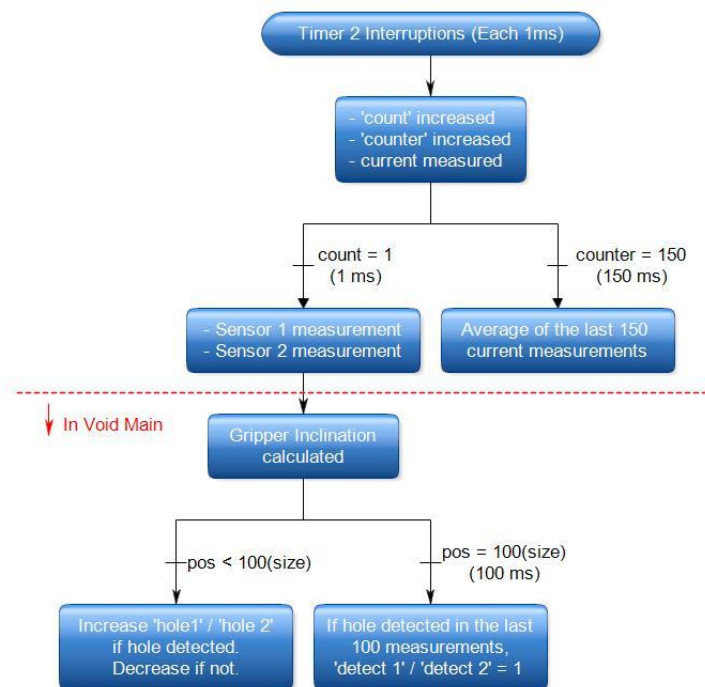 Timer 2 Interruptions (Each 1ms)
- 'count' increased
- 'counter' increased
- current measured
count = 1
(1 ms)
counter = 150
(150 ms)
- Sensor 1 measurement
- Sensor 2 measurement
Average of the last 150
current measurements
In Void Main
Gripper Inclination
calculated
pos < 100(size)
pos = 100(size)
(100 ms)
Increase 'hole1' / 'hole 2'
if hole detected.
Decrease if not.
If hole detected in the last
100 measurements,
'detect 1' / 'detect 2' = 1